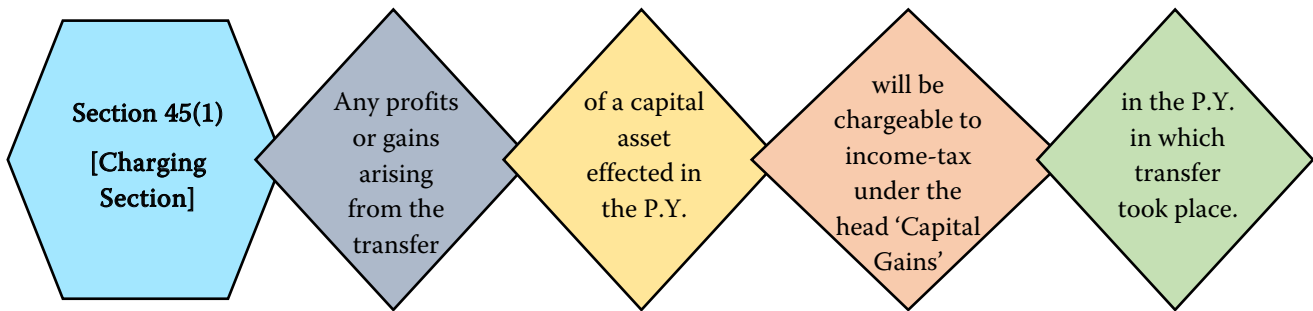 Section 45(1)
[Charging
Section]
Any profits
or gains
arising
from the
transfer
of a capital
asset
effected in
the P.Y.
will be
chargeable to
income-tax
under the
head ‘Capital
Gains’
in the P.Y.
in which
transfer
took place.